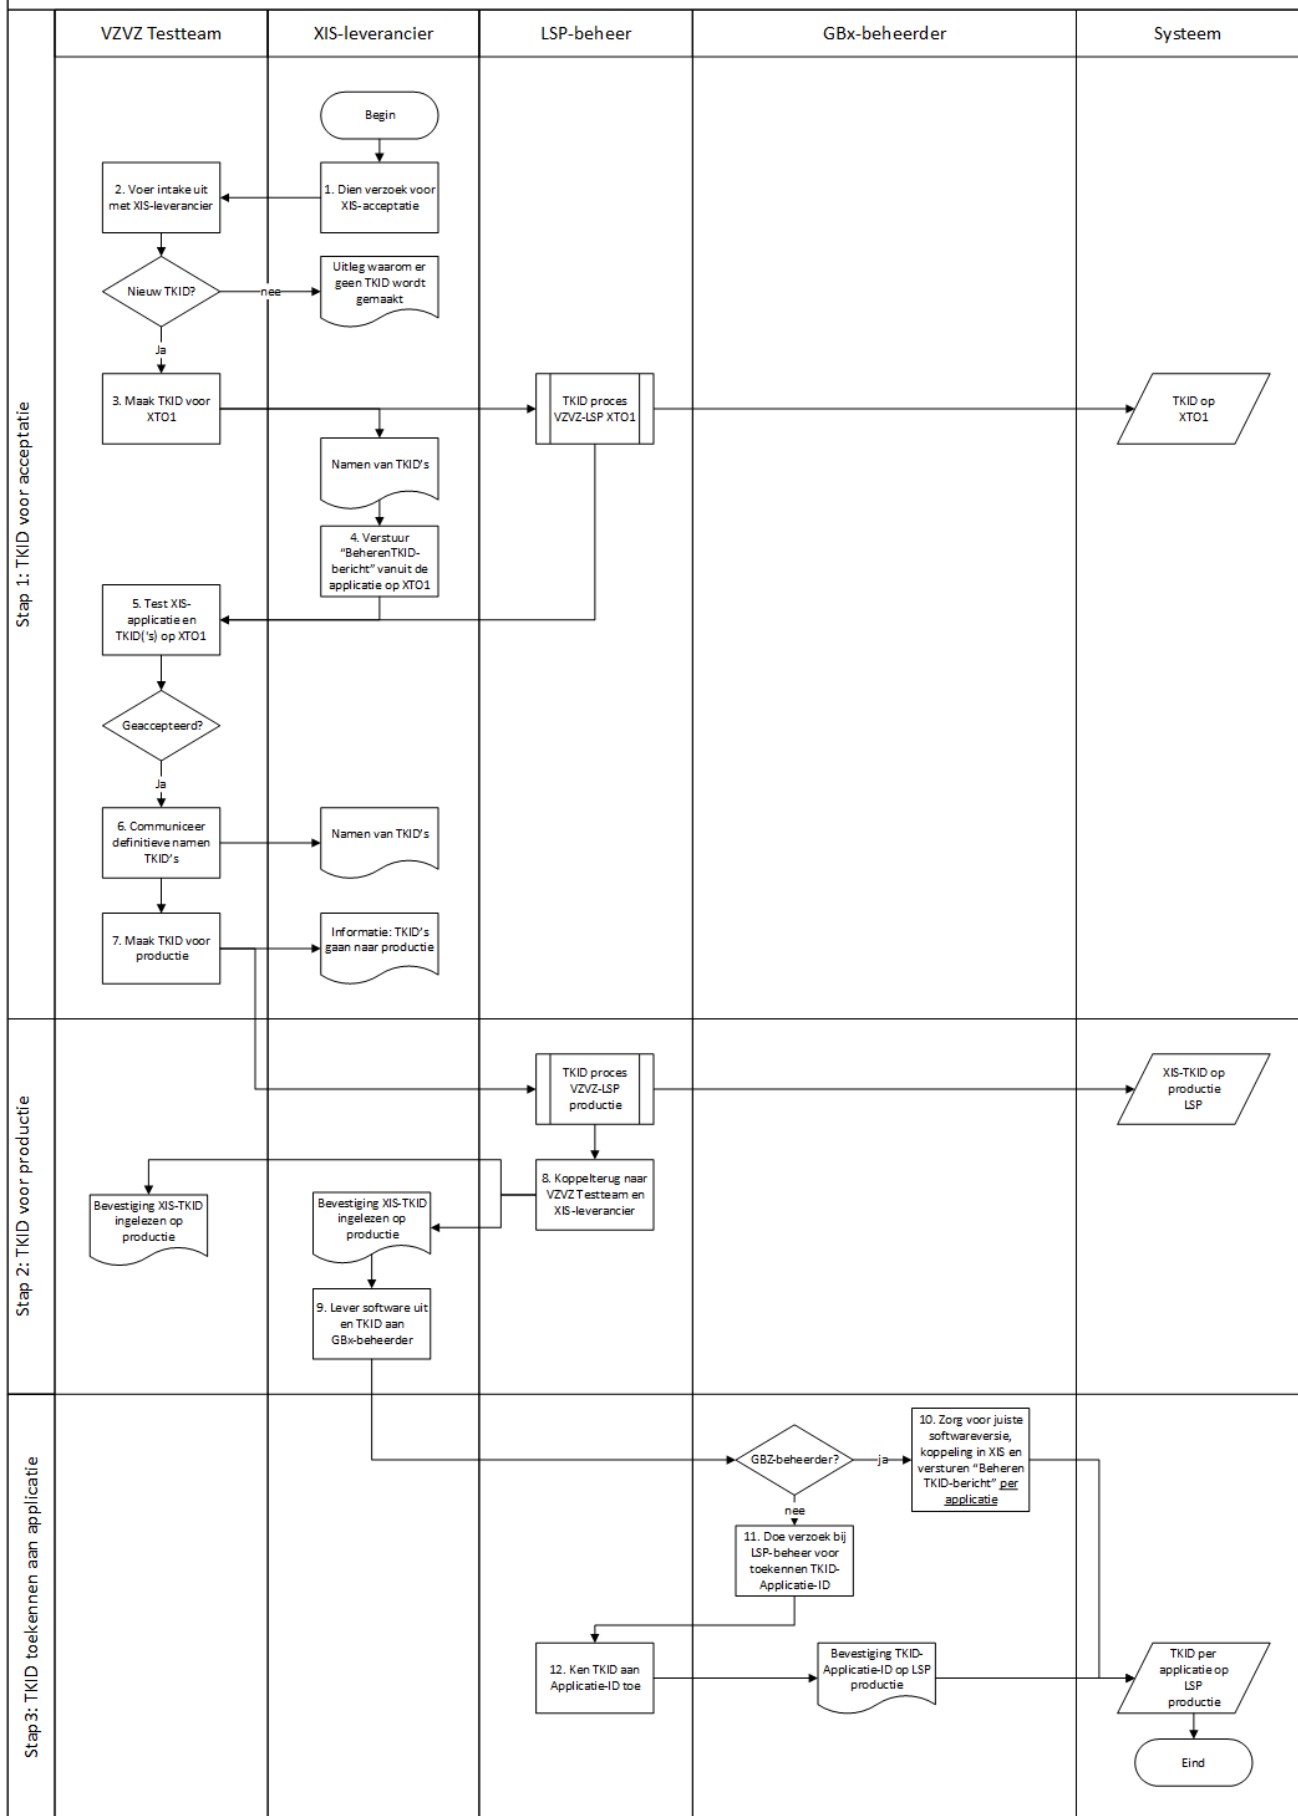 VZVZ Testteam
XIS-leverancier
LSP-beheer
GBx-beheerder
Systeem
Stap 1: TKID voor acceptatie
Begin
1. Dien verzoek voor
XIS-acceptatie
2. Voer intake uit
met XIS-leverancier
Nieuw TKID?
nee
Uitleg waarom er
geen TKID wordt
gemaakt
Ja
3. Maak TKID voor
XTO1
TKID proces
VZVZ-LSP XTO1
TKID op
XTO1
Namen van TKID's
4. Verstuur
“BeherenTKID-
bericht” vanuit de
applicatie op XTO1
5. Test XIS-
applicatie en
TKID('s) op XTO1
Geaccepteerd?
Ja
6. Communiceer
definitieve namen
TKID's
Namen van TKID's
7. Maak TKID voor
productie
Informatie: TKID's
gaan naar productie
Stap 2: TKID voor productie
TKID proces
VZVZ-LSP
productie
XIS-TKID op
productie
LSP
8. Koppelterug naar
VZVZ Testteam en
XIS-leverancier
Bevestiging XIS-TKID
ingelezen op
productie
Bevestiging XIS-TKID
ingelezen op
productie
9. Lever software uit
en TKID aan
GBx-beheerder
Stap3: TKID toekennen aan applicatie
GBZ-beheerder?
ja
10. Zorg voor juiste
softwareversie,
koppeling in XIS en
versturen “Beheren
TKID-bericht” per
applicatie
nee
11. Doe verzoek bij
LSP-beheer voor
toekennen TKID-
Applicatie-ID
12. Ken TKID aan
Applicatie-ID toe
Bevestiging TKID-
Applicatie-ID op LSP
productie
TKID per
applicatie op
LSP
productie
Eind